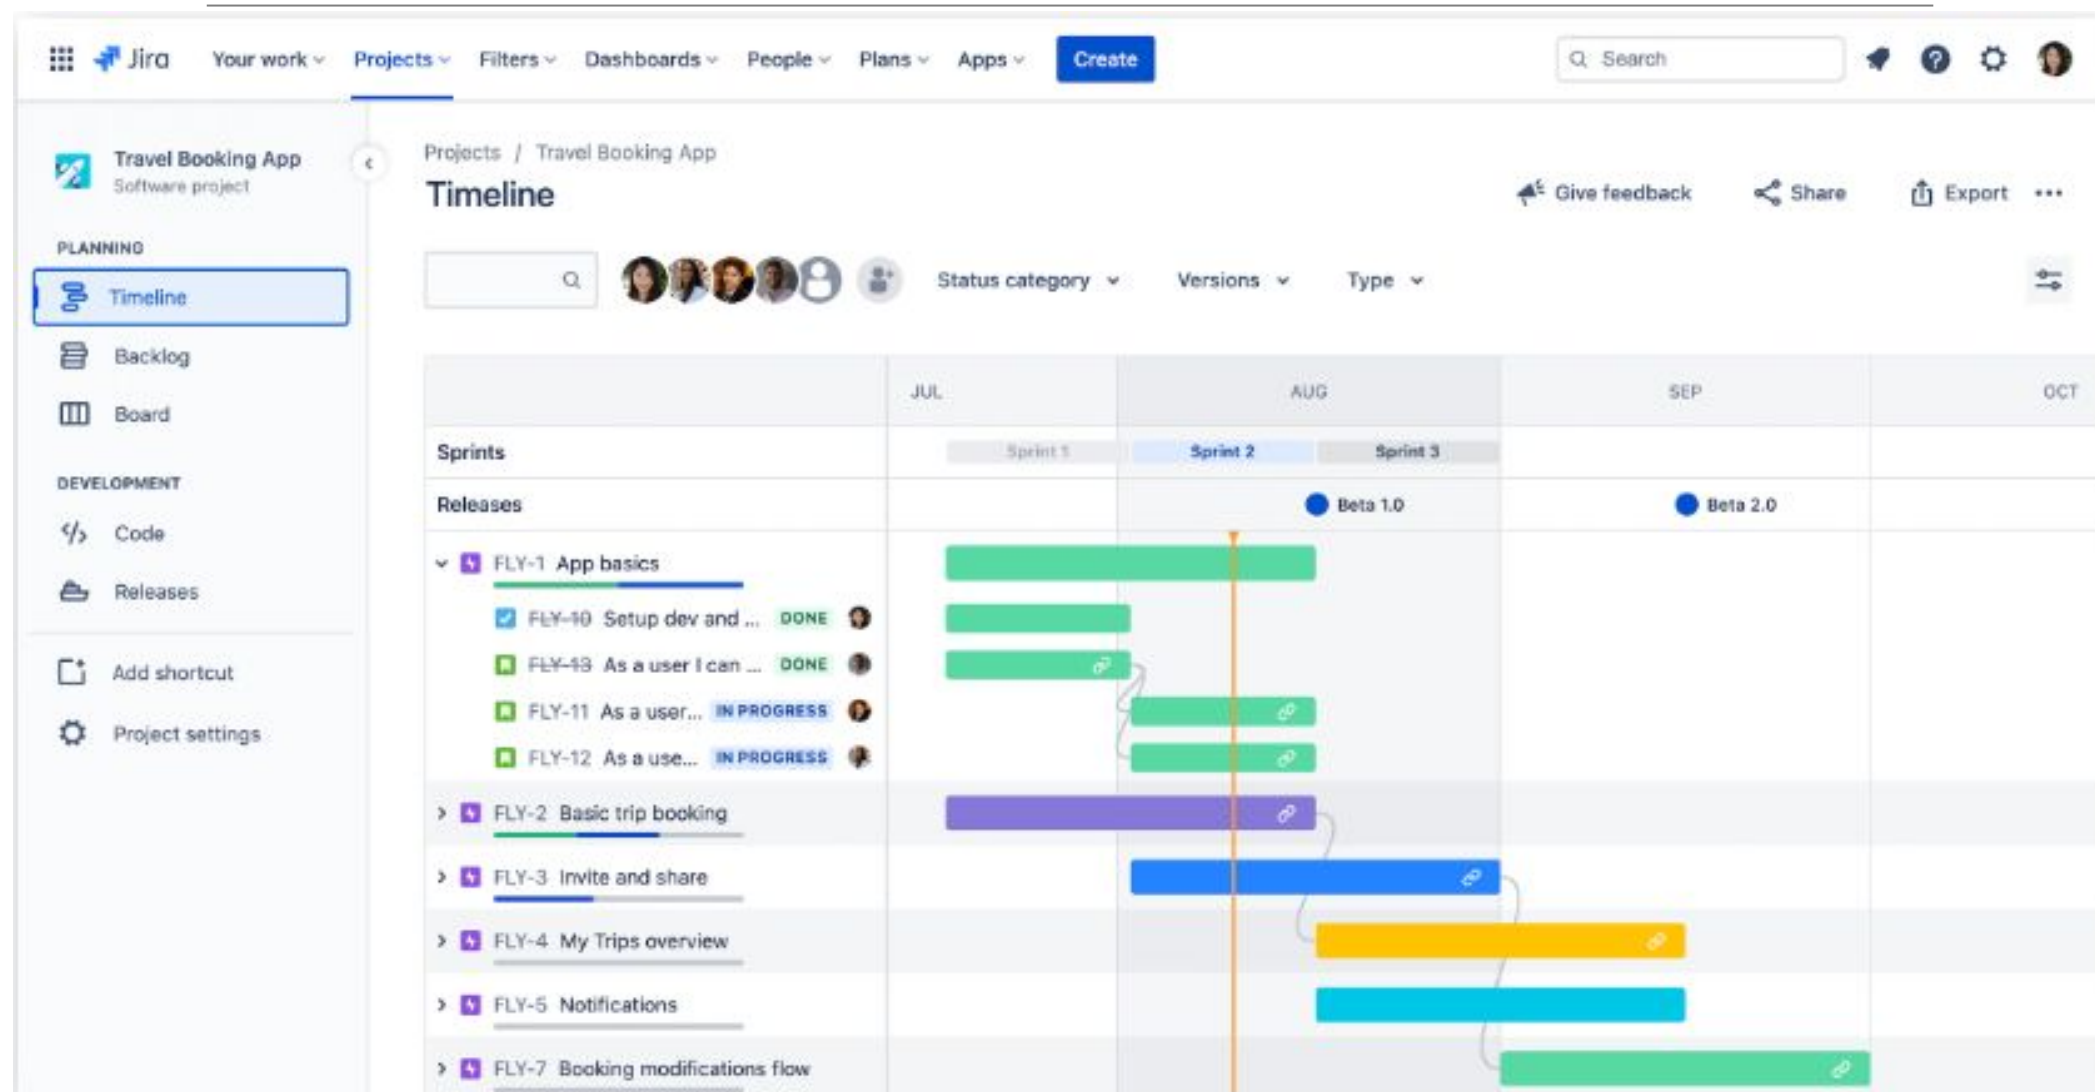 Jira Your work Projects Filters Dashboards People Plans Apps Create Search
Travel Booking App
Software project
PLANNING
Timeline
Backlog
Board
DEVELOPMENT
Code
Releases
Add shortcut
Project settings
Projects / Travel Booking App
Timeline
Give feedback Share Export
Status category Versions Type
JUL AUG SEP OCT
Sprints Sprint 1 Sprint 2 Sprint 3
Releases Beta 1.0 Beta 2.0
FLY-1 App basics
FLY-10 Setup dev and ... DONE
FLY-13 As a user I can ... DONE
FLY-11 As a user... IN PROGRESS
FLY-12 As a use... IN PROGRESS
FLY-2 Basic trip booking
FLY-3 Invite and share
FLY-4 My Trips overview
FLY-5 Notifications
FLY-7 Booking modifications flow